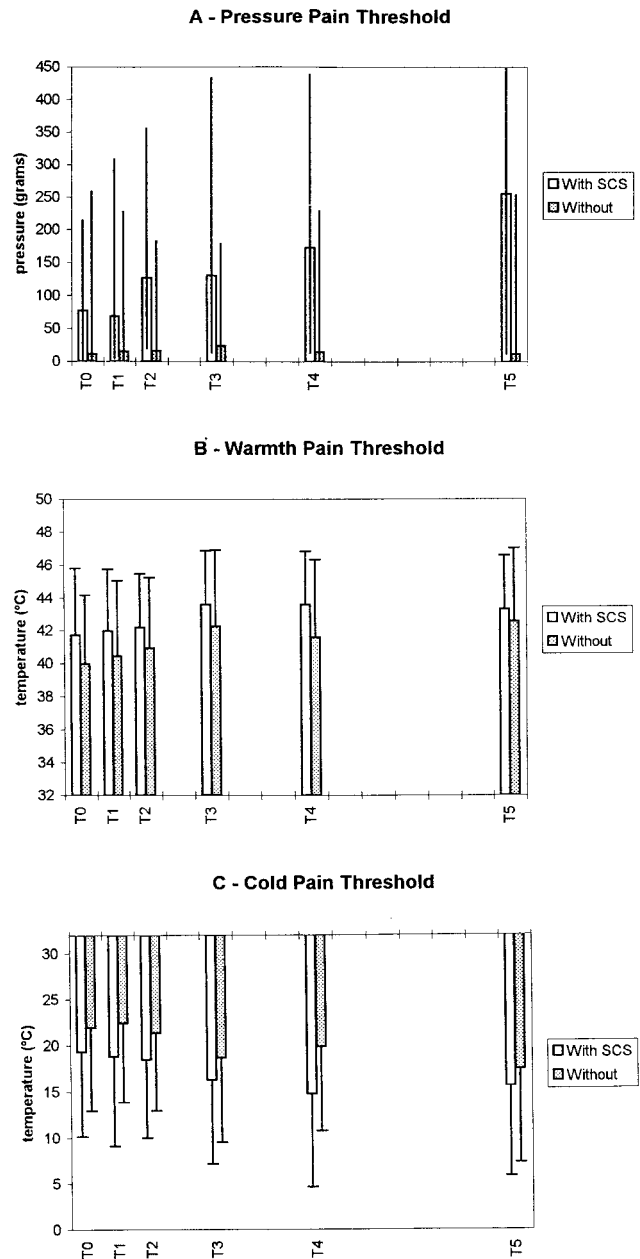 A - Pressure Pain Threshold
450
400
350
300
250
200
150
100
50
0
pressure (grams)
T0
T1
T2
T3
T4
T5
With SCS
Without
B - Warmth Pain Threshold
50
48
46
44
42
40
38
36
34
32
temperature (°C)
T0
T1
T2
T3
T4
T5
With SCS
Without
C - Cold Pain Threshold
30
25
20
15
10
5
0
temperature (°C)
T0
T1
T2
T3
T4
T5
With SCS
Without